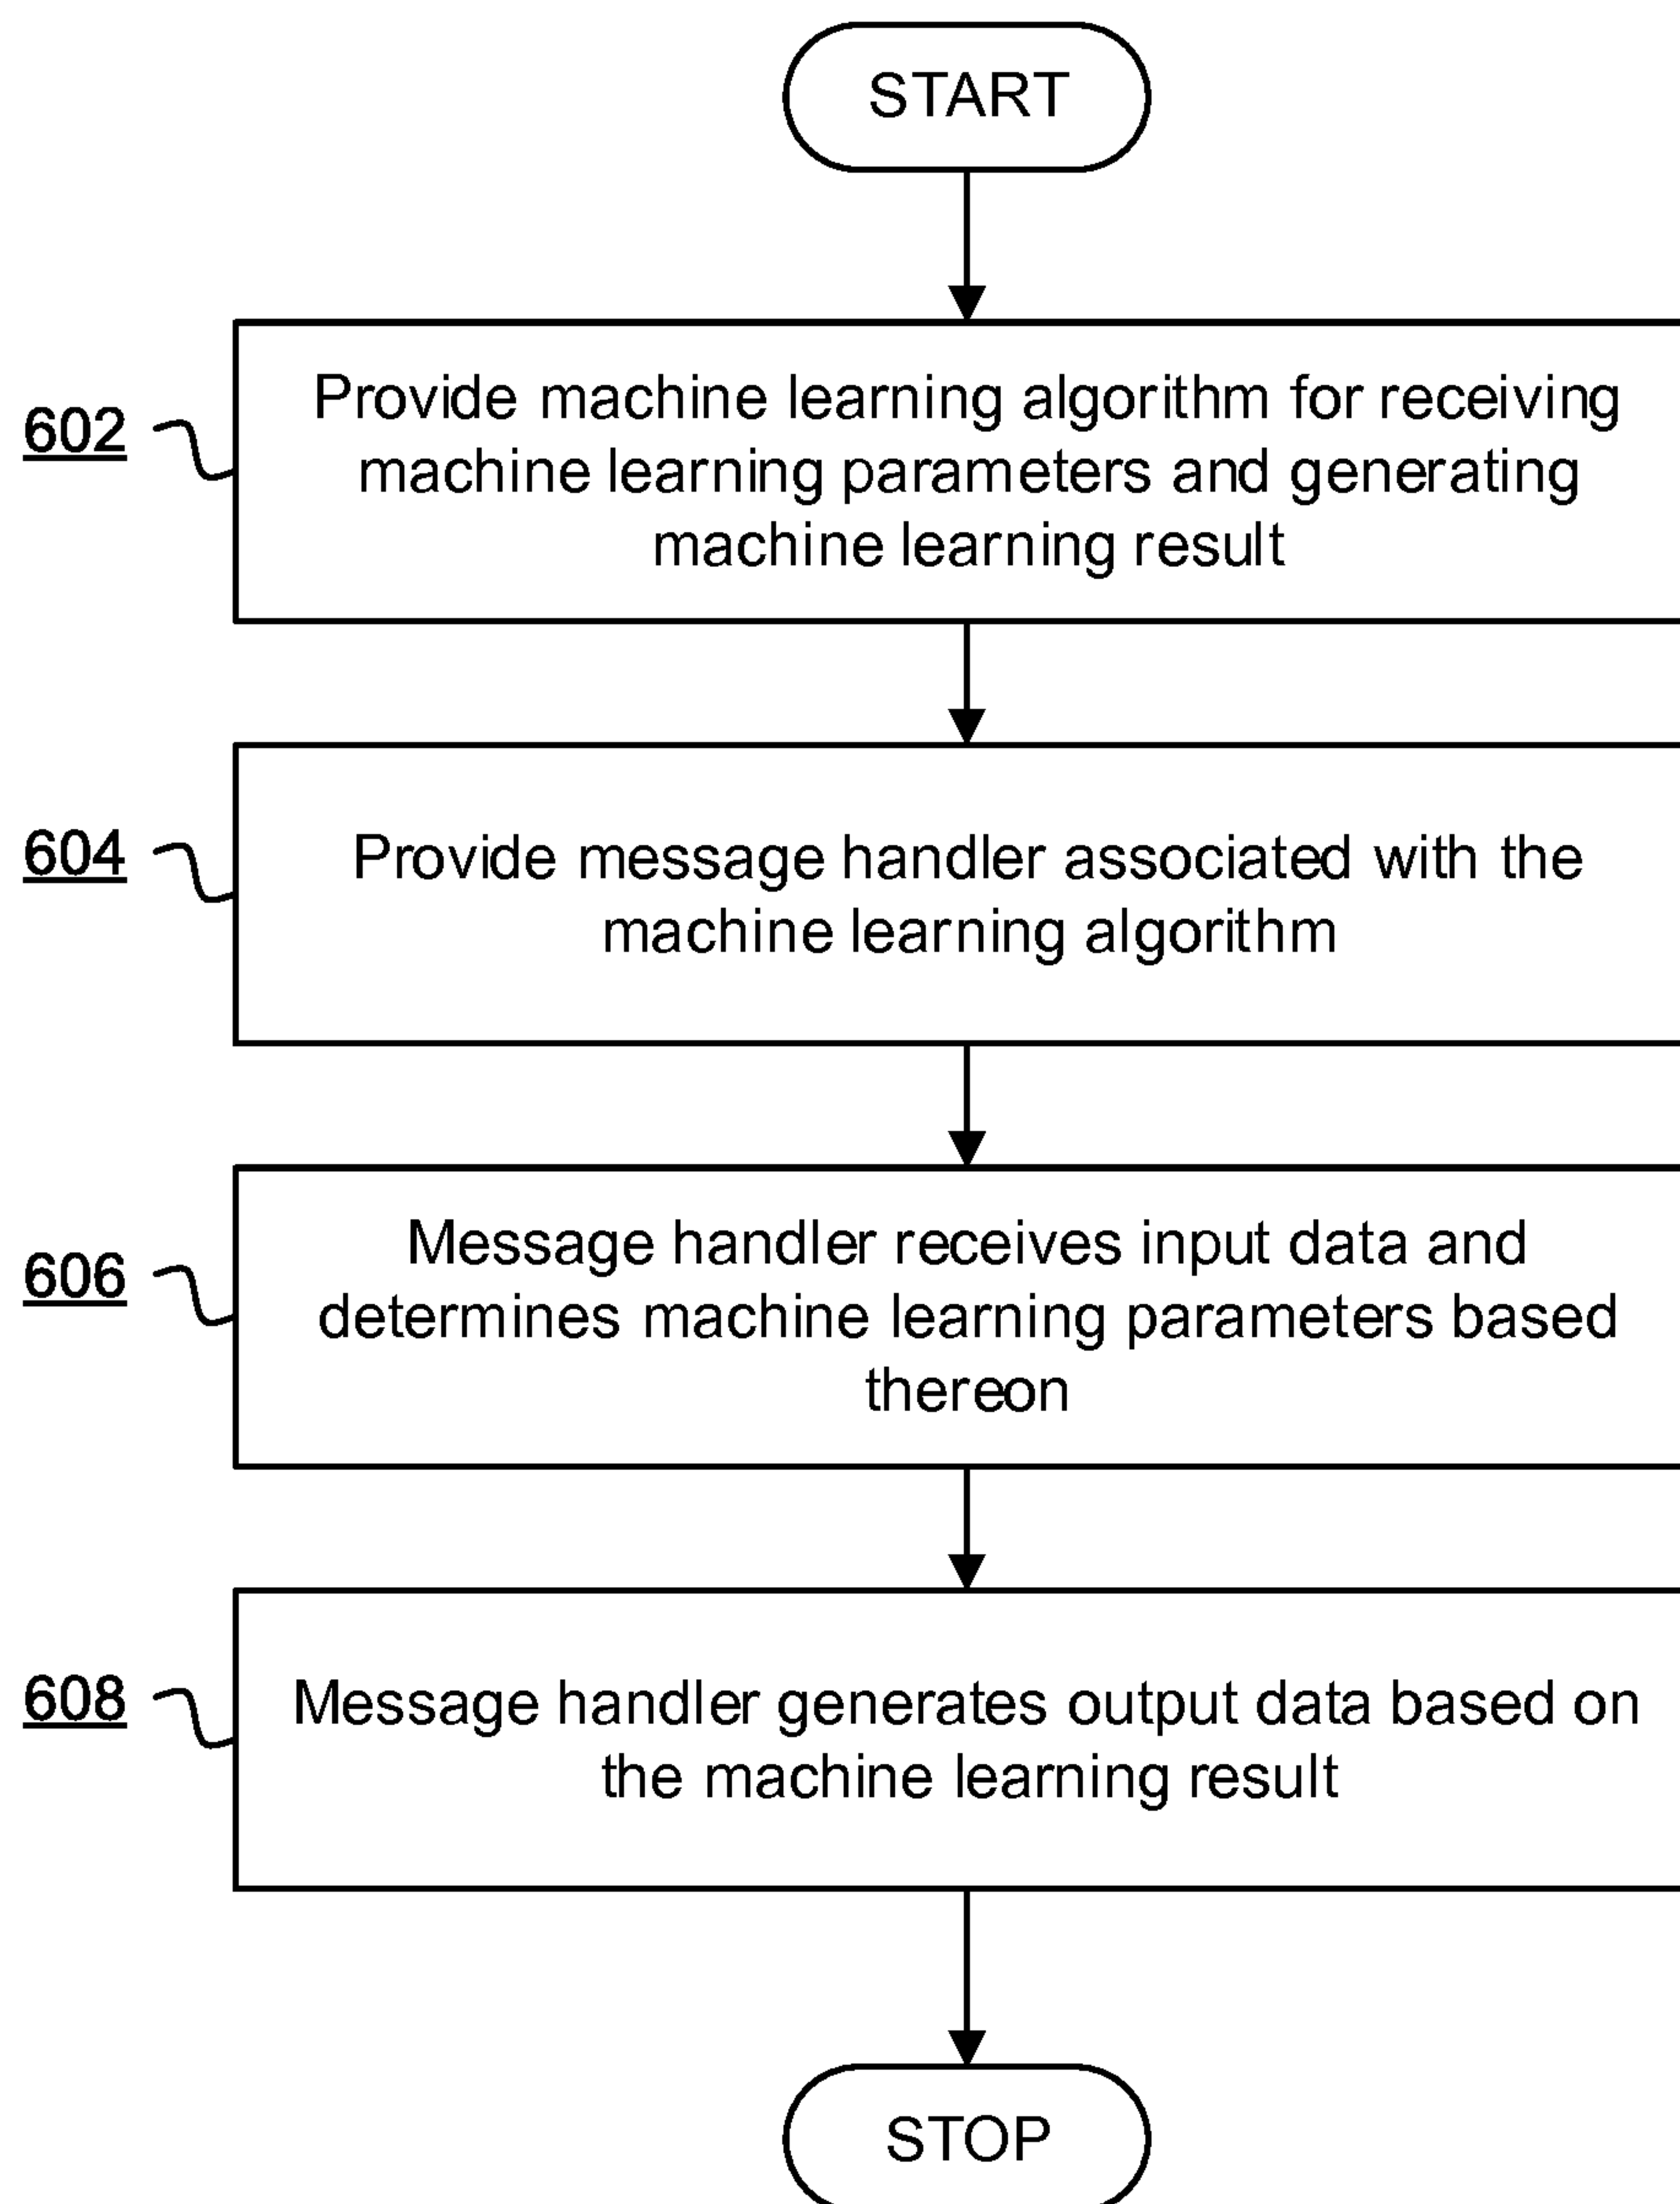 START
602
Provide machine learning algorithm for receiving
machine learning parameters and generating
machine learning result
604
Provide message handler associated with the
machine learning algorithm
606
Message handler receives input data and
determines machine learning parameters based
thereon
608
Message handler generates output data based on
the machine learning result
STOP